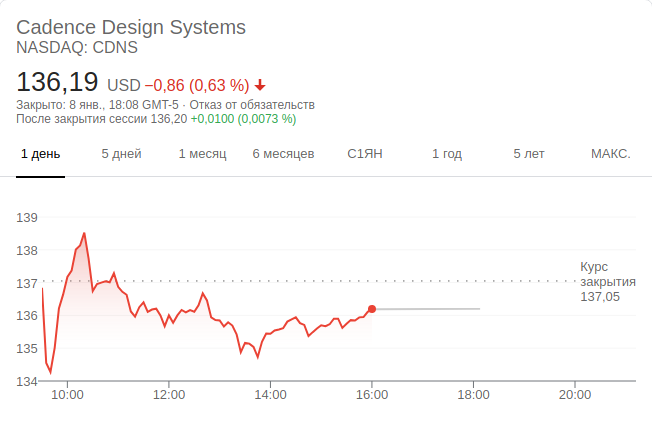 Cadence Design Systems
NASDAQ: CDNS
136,19 USD −0,86 (0,63 %)
Закрыто: 8 янв., 18:08 GMT-5 · Отказ от обязательств
После закрытия сессии 136,20 +0,0100 (0,0073 %)
1 день 5 дней 1 месяц 6 месяцев С1ЯН 1 год 5 лет МАКС.
139
138
137
136
135
134
Курс
закрытия
137,05
10:00 12:00 14:00 16:00 18:00 20:00